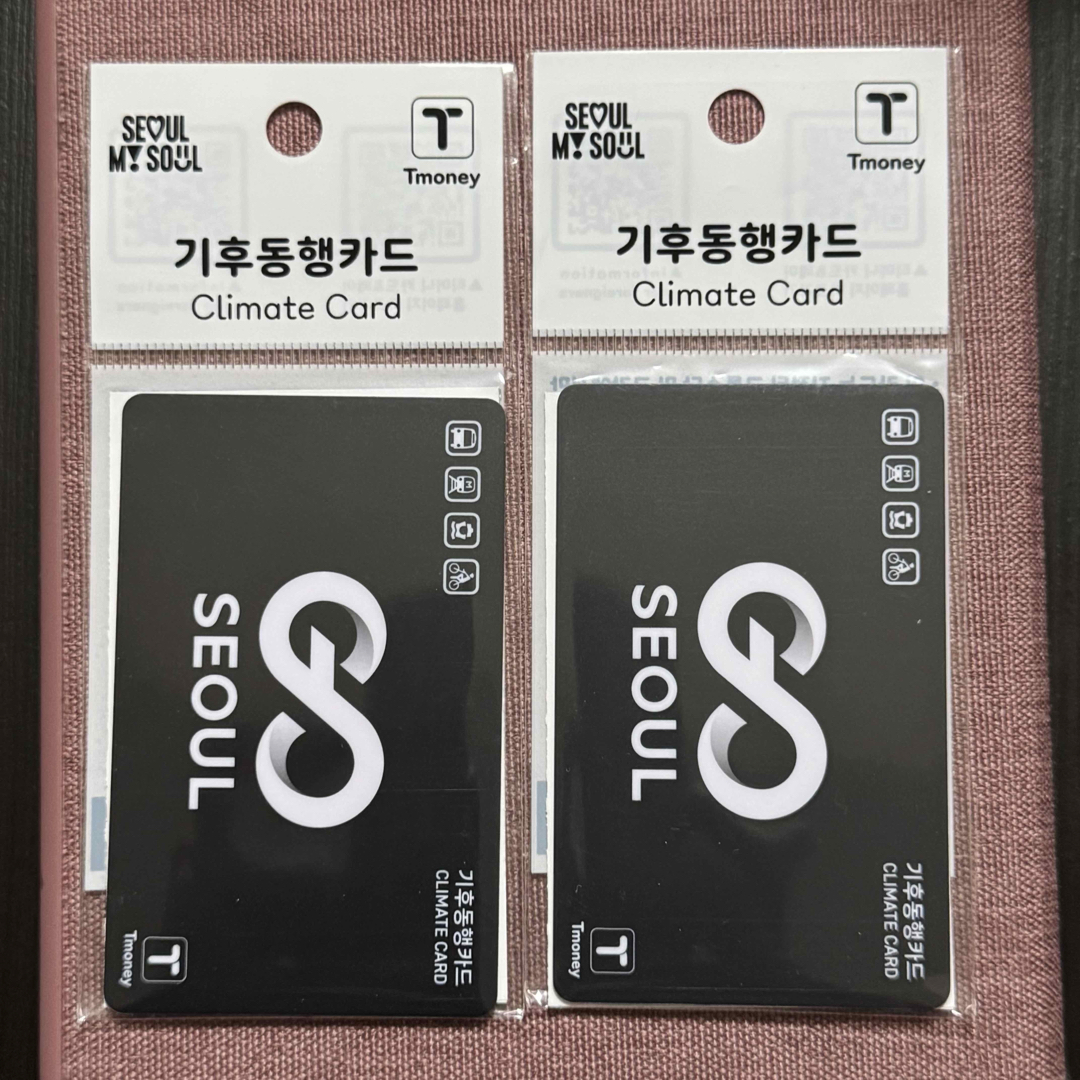 SEOUL
MY SOUL
T
Tmoney
기후동행카드
Climate Card
SEOUL
기후동행카드
CLIMATE CARD
T
Tmoney
SEOUL
MY SOUL
T
Tmoney
기후동행카드
Climate Card
SEOUL
기후동행카드
CLIMATE CARD
T
Tmoney